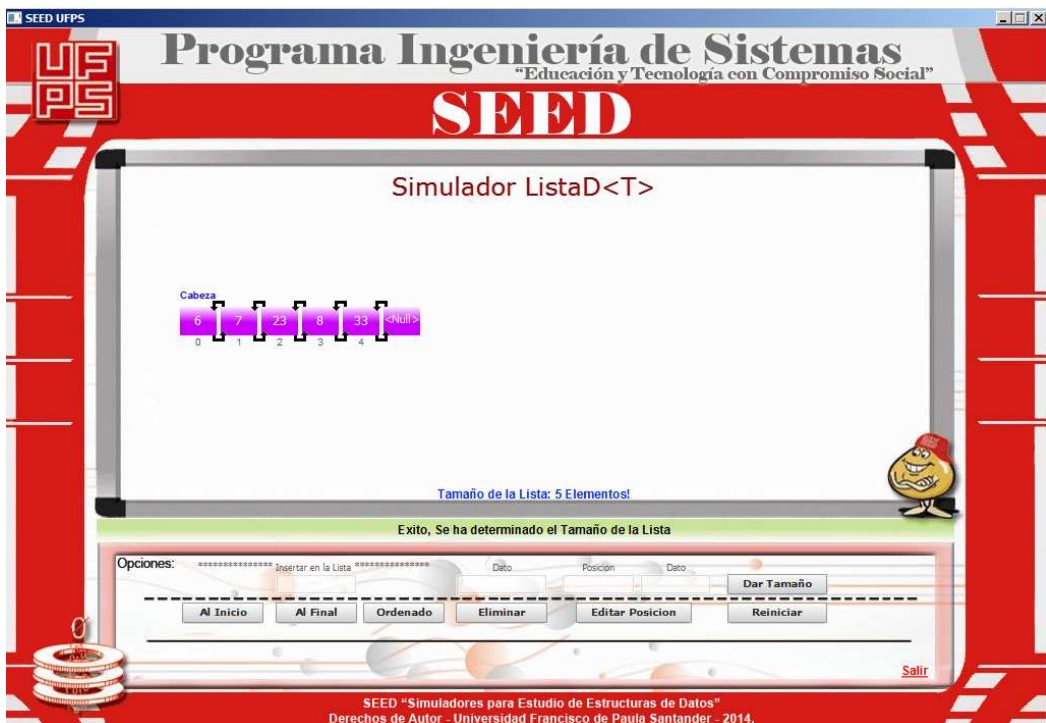 SEED UFPS
UFPS
Programa Ingeniería de Sistemas
“Educación y Tecnología con Compromiso Social”
SEED
Simulador ListaD<T>
Cabeza
6 7 23 8 33 <Null>
0 1 2 3 4
Tamaño de la Lista: 5 Elementos!
Exito, Se ha determinado el Tamaño de la Lista
Opciones: *************** Insertar en la Lista *************** Dato Posicion Dato
Dar Tamaño
Al Inicio Al Final Ordenado Eliminar Editar Posicion Reiniciar
Salir
SEED “Simuladores para Estudio de Estructuras de Datos”
Derechos de Autor - Universidad Francisco de Paula Santander - 2014.